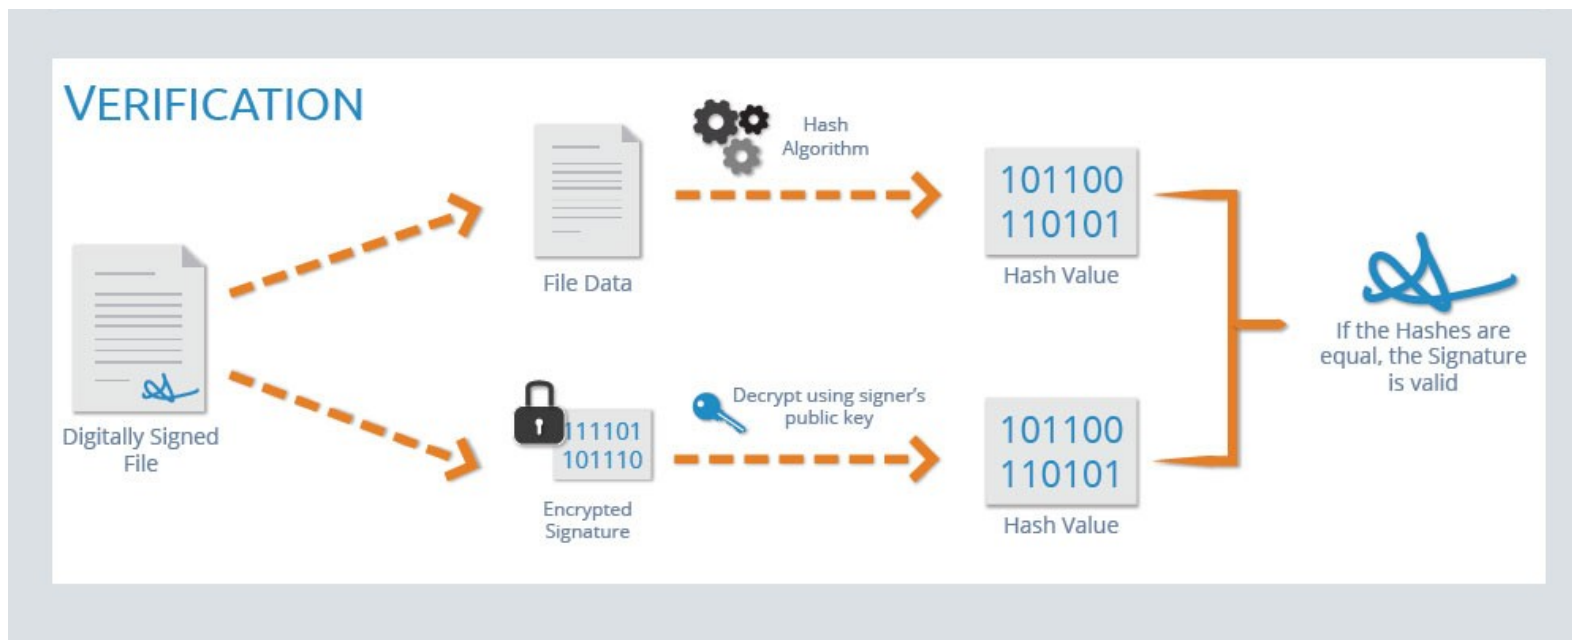 VERIFICATION
Hash
Algorithm
File Data
101100
110101
Hash Value
Digitally Signed
File
111101
101110
Encrypted
Signature
Decrypt using signer's
public key
101100
110101
Hash Value
If the Hashes are
equal, the Signature
is valid